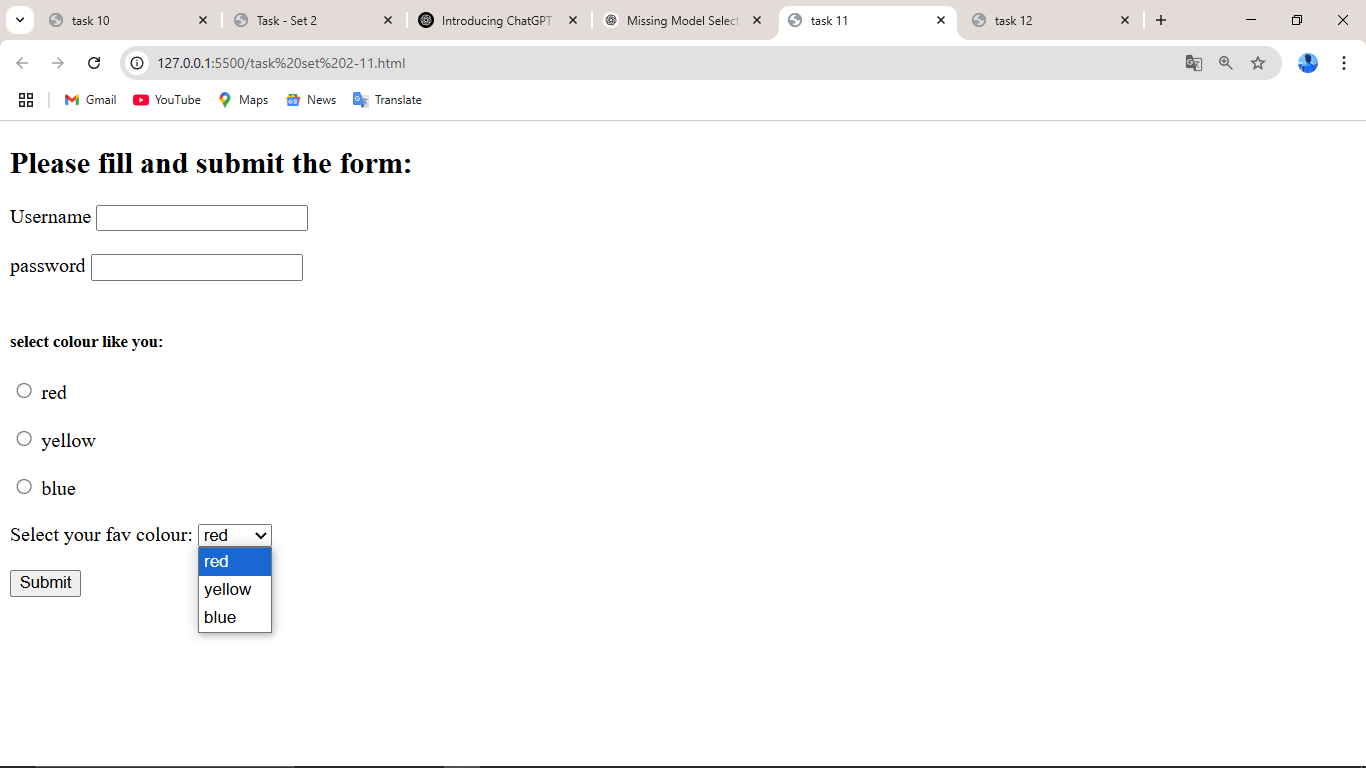 task 10
Task - Set 2
Introducing ChatGPT
Missing Model Select
task 11
task 12
127.0.0.1:5500/task%20set%202-11.html
Gmail
YouTube
Maps
News
Translate
Please fill and submit the form:
Username
password
select colour like you:
red
yellow
blue
Select your fav colour: red
red
yellow
blue
Submit